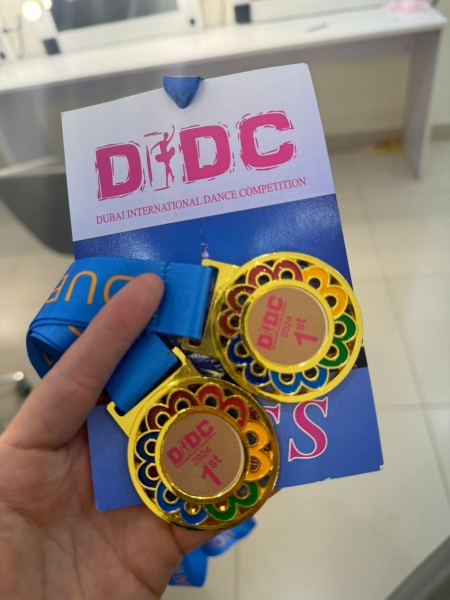 DIDC
DUBAI INTERNATIONAL DANCE COMPETITION
DIDC
2024
1st
DIDC
2024
1st